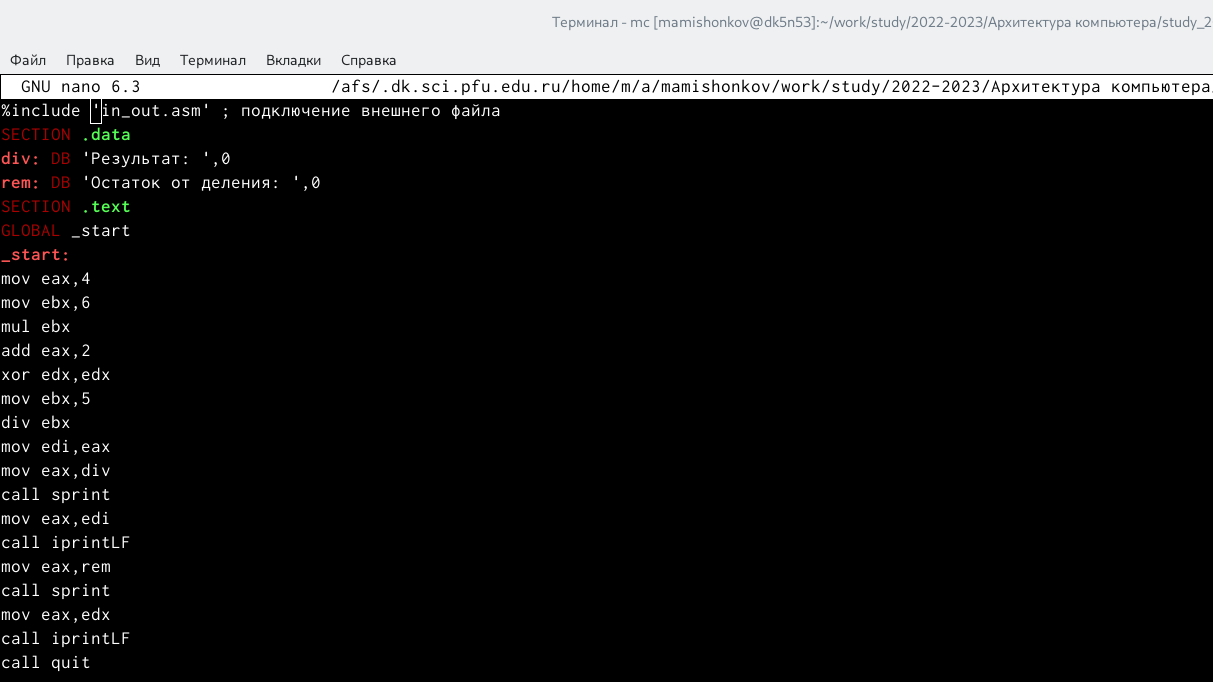 Терминал - mc [mamishonkov@dk5n53]:~/work/study/2022-2023/Архитектура компьютера/study_2
Файл Правка Вид Терминал Вкладки Справка
GNU nano 6.3 /afs/.dk.sci.pfu.edu.ru/home/m/a/mamishonkov/work/study/2022-2023/Архитектура компьютера
%include 'in_out.asm' ; подключение внешнего файла
SECTION .data
div: DB 'Результат: ',0
rem: DB 'Остаток от деления: ',0
SECTION .text
GLOBAL _start
_start:
mov eax,4
mov ebx,6
mul ebx
add eax,2
xor edx,edx
mov ebx,5
div ebx
mov edi,eax
mov eax,div
call sprint
mov eax,edi
call iprintLF
mov eax,rem
call sprint
mov eax,edx
call iprintLF
call quit